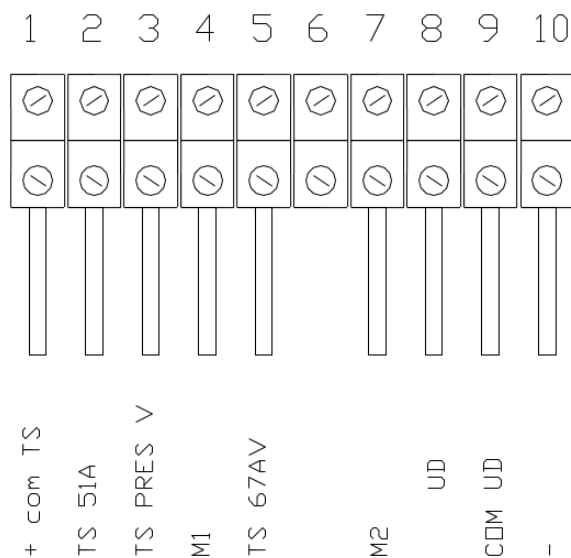 1 2 3 4 5 6 7 8 9 10
+ com TS
TS 51A
TS PRES V
M1
TS 67AV
M2
UD
COM UD
-